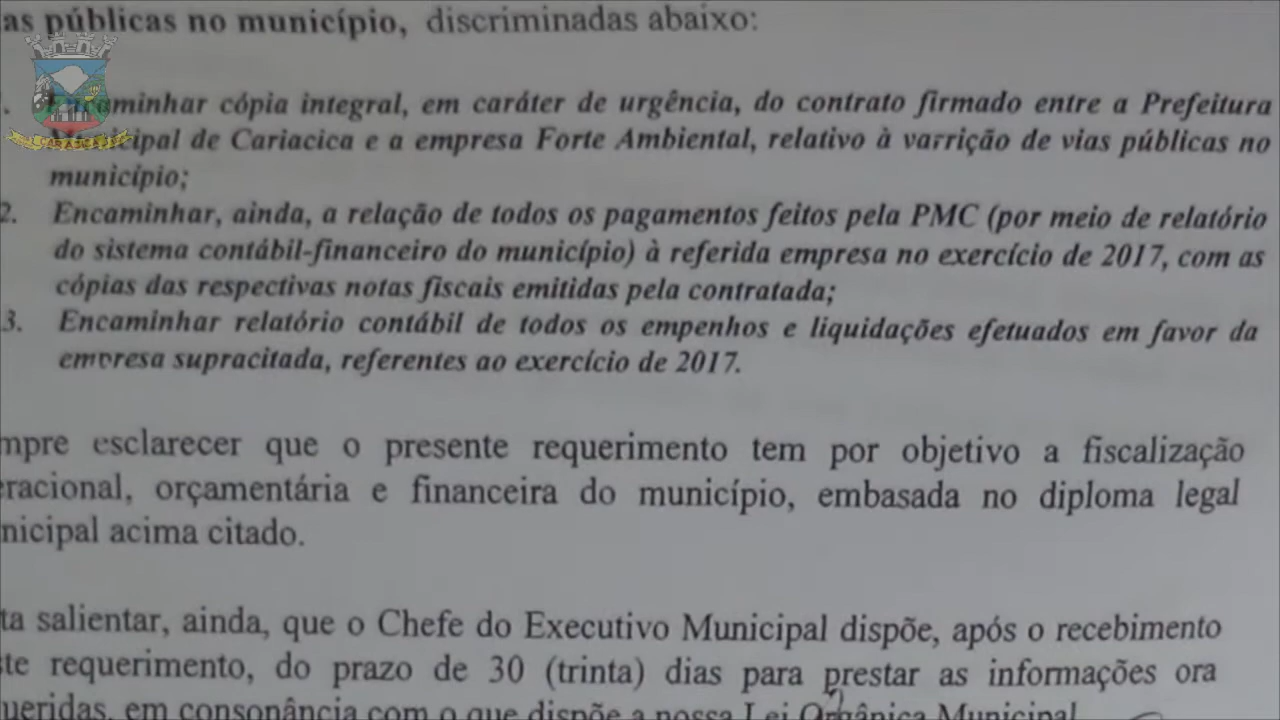 as públicas no município, discriminadas abaixo:
. Encaminhar cópia integral, em caráter de urgência, do contrato firmado entre a Prefeitura
Municipal de Cariacica e a empresa Forte Ambiental, relativo à varrição de vias públicas no
município;
2. Encaminhar, ainda, a relação de todos os pagamentos feitos pela PMC (por meio de relatório
do sistema contábil-financeiro do município) à referida empresa no exercício de 2017, com as
cópias das respectivas notas fiscais emitidas pela contratada;
3. Encaminhar relatório contábil de todos os empenhos e liquidações efetuados em favor da
empresa supracitada, referentes ao exercício de 2017.
mpre esclarecer que o presente requerimento tem por objetivo a fiscalização
eracional, orçamentária e financeira do município, embasada no diploma legal
nicipal acima citado.
ta salientar, ainda, que o Chefe do Executivo Municipal dispõe, após o recebimento
ste requerimento, do prazo de 30 (trinta) dias para prestar as informações ora
ueridas, em consonância com o que dispõe a nossa Lei Orgânica Municipal